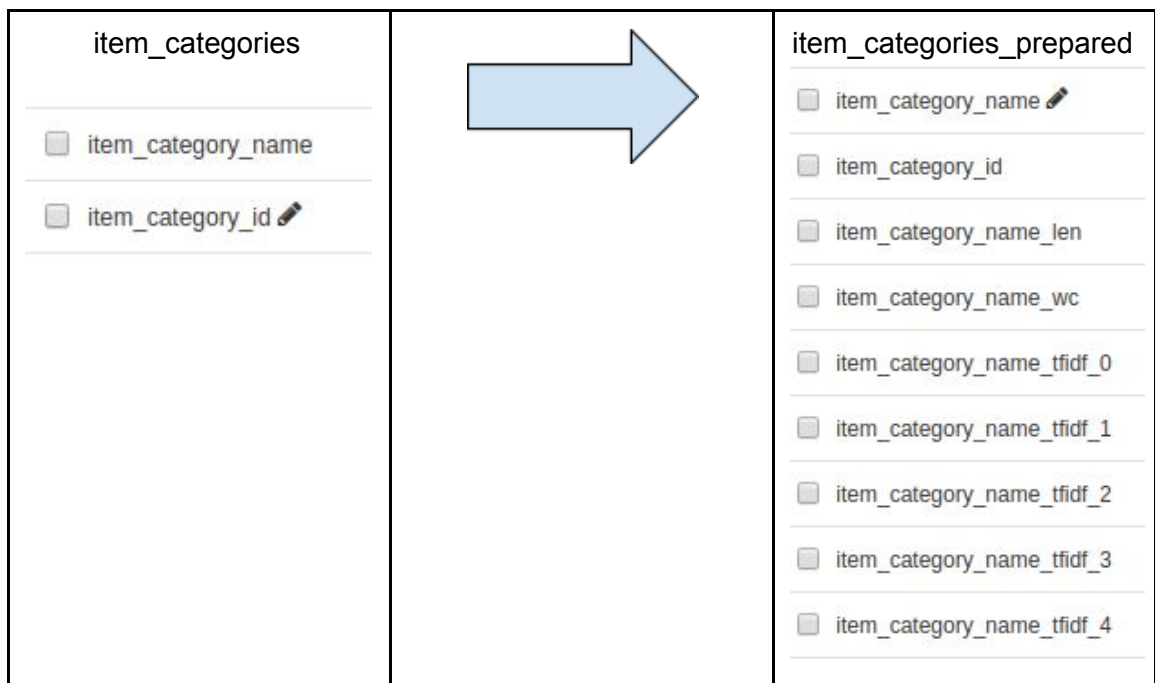 item_categories
item_category_name
item_category_id
item_categories_prepared
item_category_name
item_category_id
item_category_name_len
item_category_name_wc
item_category_name_tfidf_0
item_category_name_tfidf_1
item_category_name_tfidf_2
item_category_name_tfidf_3
item_category_name_tfidf_4